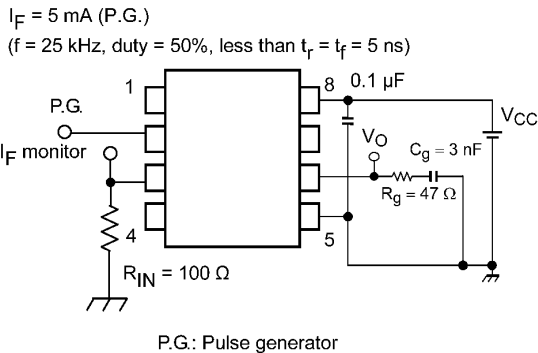 IF = 5 mA (P.G.)
(f = 25 kHz, duty = 50%, less than tr = tf = 5 ns)
1
8
0.1 µF
P.G.
VCC
IF monitor
VO
Cg = 3 nF
Rg = 47 Ω
4
5
RIN = 100 Ω
P.G.: Pulse generator